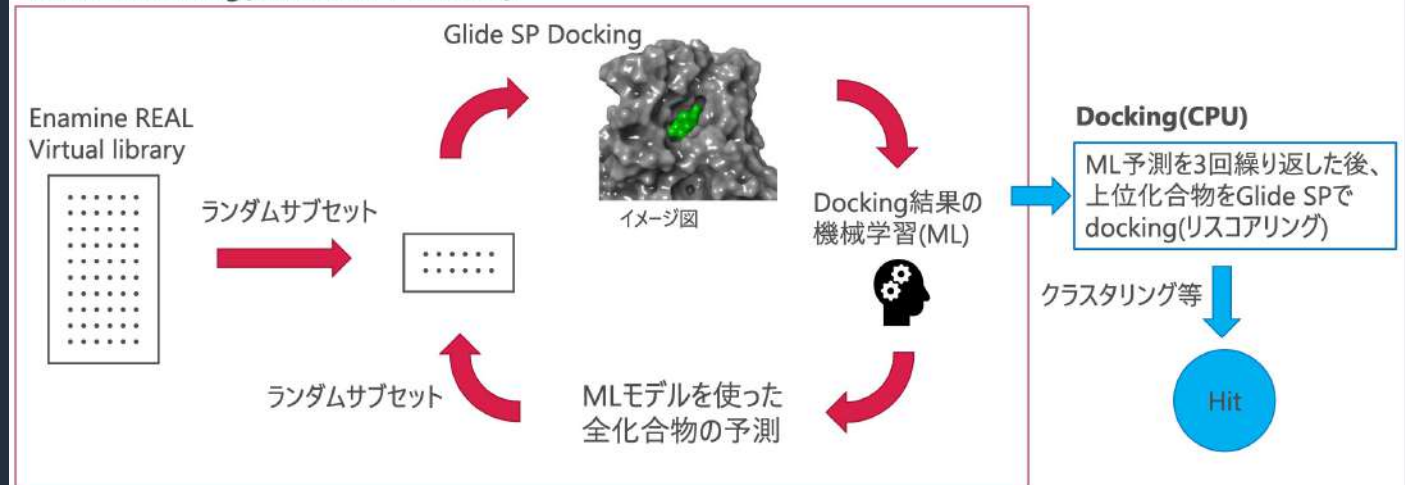 Glide SP Docking
Enamine REAL
Virtual library
ランダムサブセット
イメージ図
Docking結果の
機械学習(ML)
MLモデルを使った
全化合物の予測
ランダムサブセット
Docking(CPU)
ML予測を3回繰り返した後、
上位化合物をGlide SPで
docking(リスコアリング)
クラスタリング等
Hit